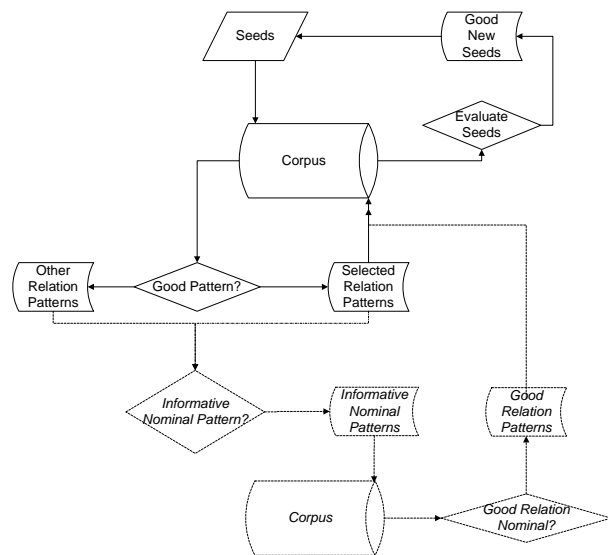 Seeds
Good
New
Seeds
Evaluate
Seeds
Corpus
Other
Relation
Patterns
Good Pattern?
Selected
Relation
Patterns
Informative
Nominal Pattern?
Informative
Nominal
Patterns
Good
Relation
Patterns
Corpus
Good Relation
Nominal?